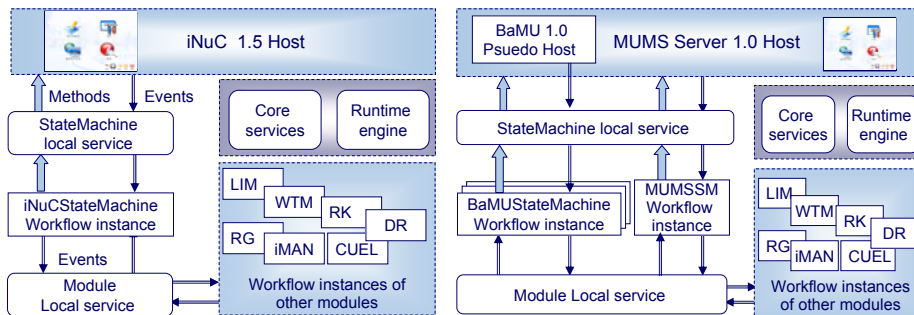 iNuC 1.5 Host
Methods
Events
StateMachine
local service
Core
services
Runtime
engine
iNuCStateMachine
Workflow instance
LIM
WTM
RK
DR
RG
iMAN
CUEL
Events
Module
Local service
Workflow instances of
other modules
BaMU 1.0
Psuedo Host
MUMS Server 1.0 Host
StateMachine local service
Core
services
Runtime
engine
BaMUStateMachine
Workflow instance
MUMSSM
Workflow
instance
LIM
WTM
RK
DR
RG
iMAN
CUEL
Module Local service
Workflow instances
of other modules